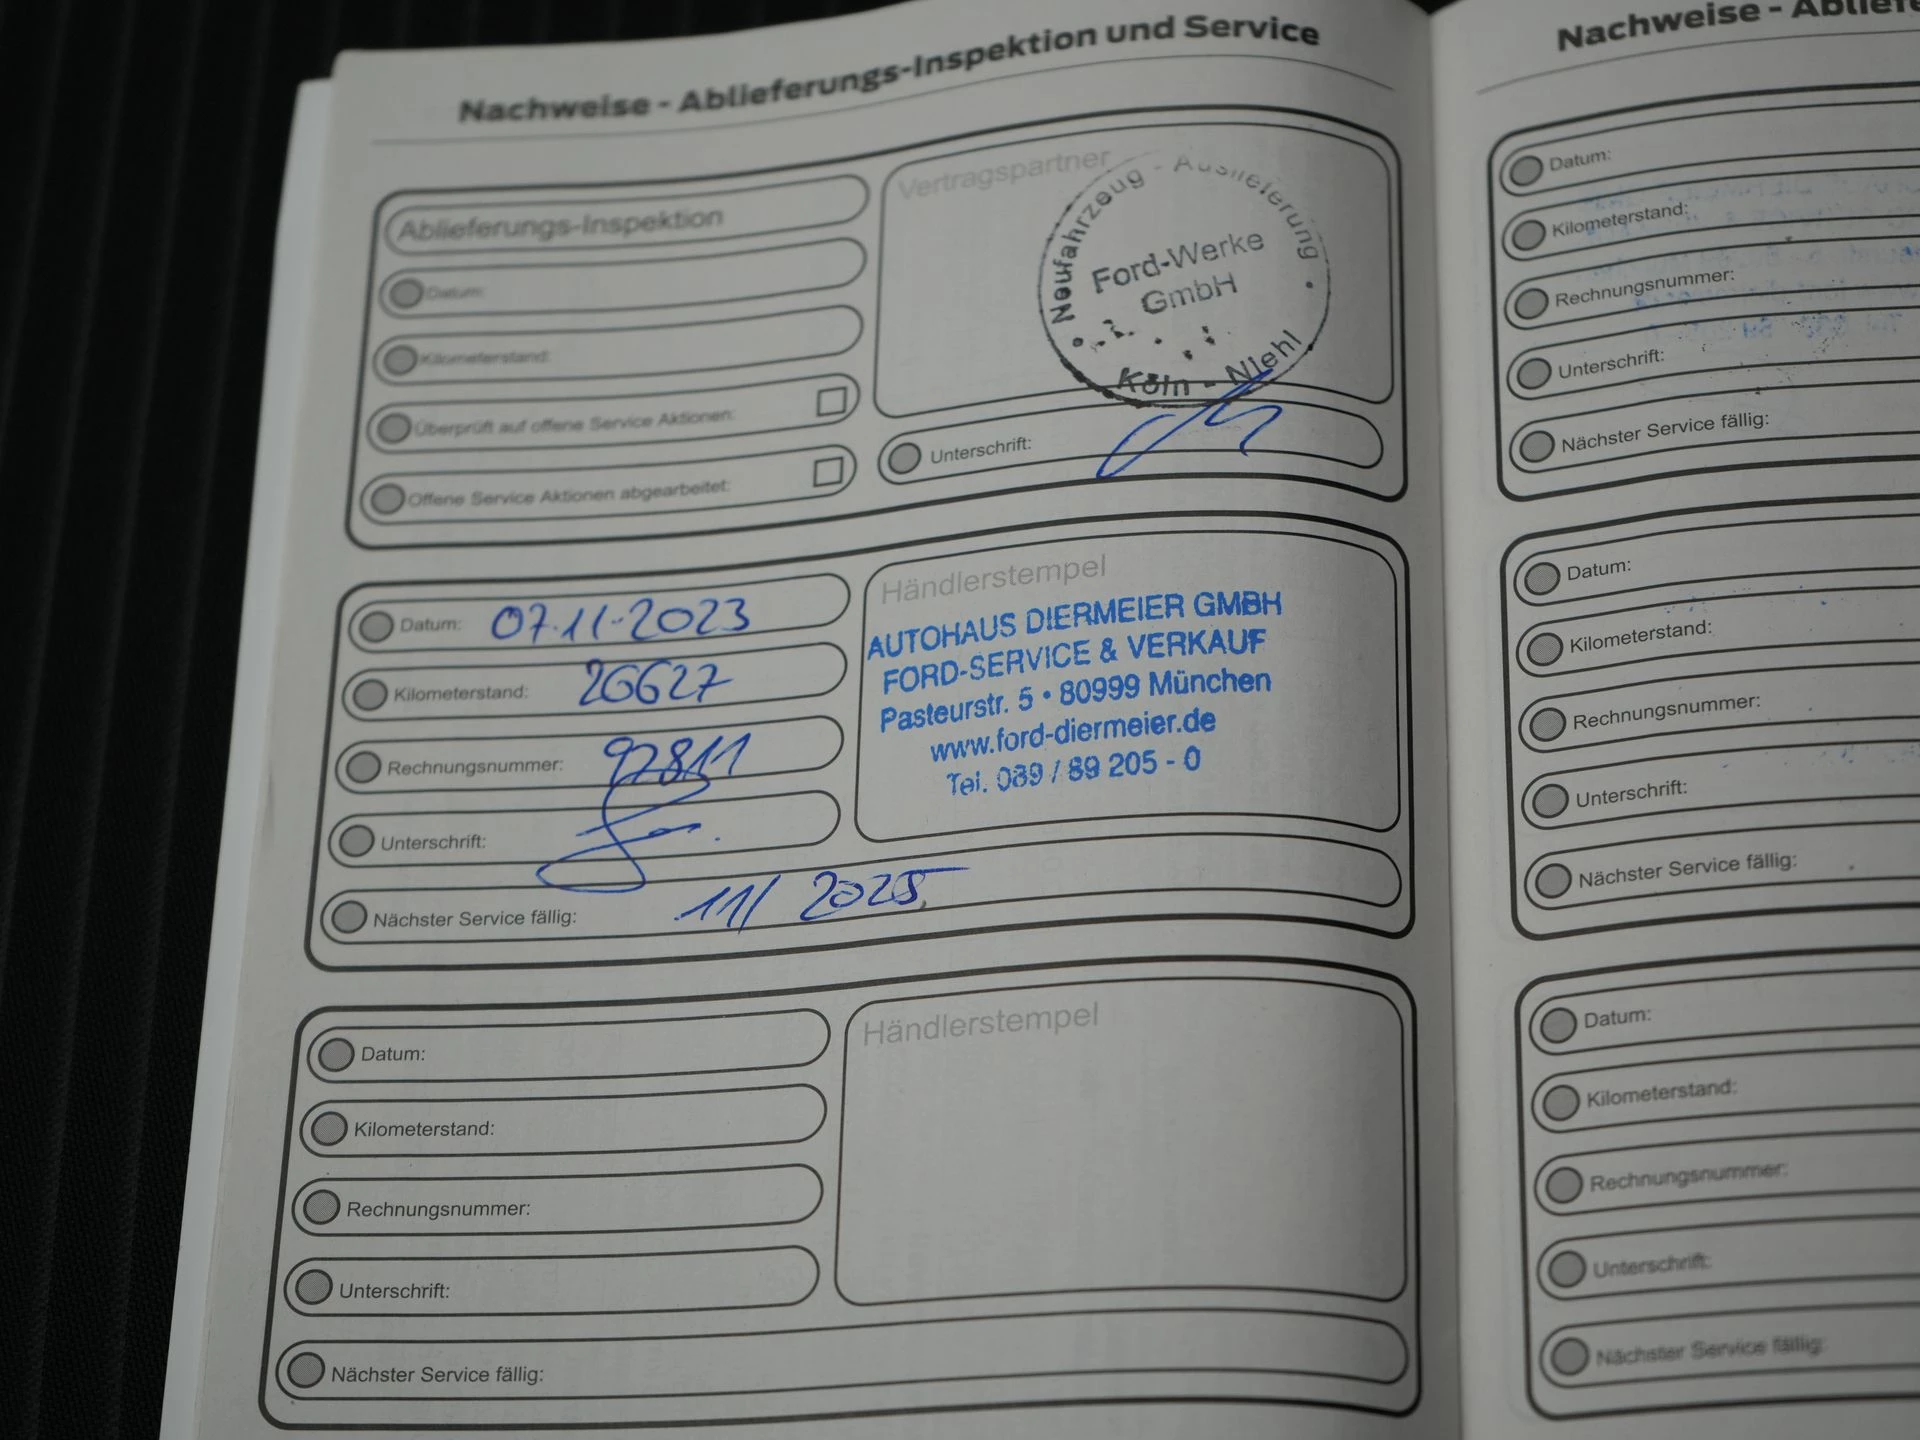 Nachweise - Ablieferungs-Inspektion und Service
Ablieferungs-Inspektion
Datum:
Kilometerstand:
Überprüft auf offene Service Aktionen:
Offene Service Aktionen abgearbeitet:
Vertragspartner
Neufahrzeug - Auslieferung
Ford-Werke
GmbH
Köln - Niehl
Unterschrift:
Datum: 07.11.2023
Kilometerstand: 26627
Rechnungsnummer: 97811
Unterschrift:
Nächster Service fällig: 11/2025
Händlerstempel
AUTOHAUS DIERMEIER GMBH
FORD-SERVICE & VERKAUF
Pasteurstr. 5 • 80999 München
www.ford-diermeier.de
Tel. 089 / 89 205 - 0
Datum:
Kilometerstand:
Rechnungsnummer:
Unterschrift:
Nächster Service fällig:
Händlerstempel
Nachweise - Abliefe
Datum:
Kilometerstand:
Rechnungsnummer:
Unterschrift:
Nächster Service fällig:
Datum:
Kilometerstand:
Rechnungsnummer:
Unterschrift:
Nächster Service fällig:
Datum:
Kilometerstand:
Rechnungsnummer:
Unterschrift:
Nächster Service fällig: